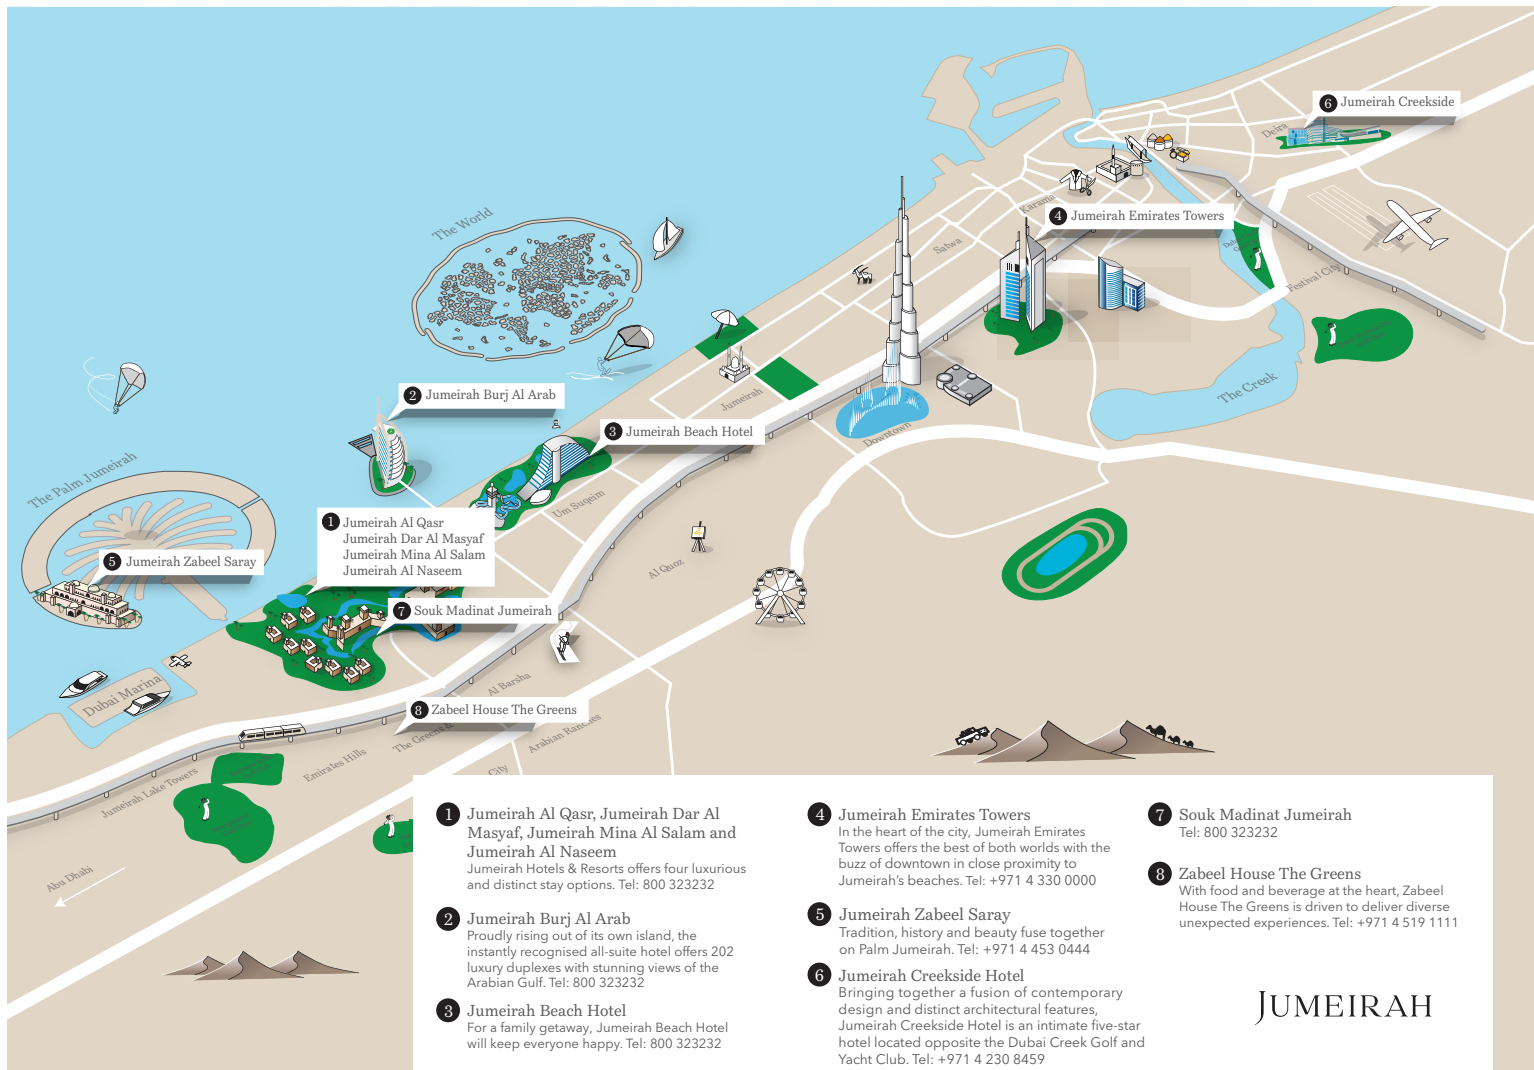 6 Jumeirah Creekside
Deira
Karama
4 Jumeirah Emirates Towers
Satwa
The World
Festival City
The Creek
Jumeirah
2 Jumeirah Burj Al Arab
3 Jumeirah Beach Hotel
Downtown
The Palm Jumeirah
Um Suqeim
1 Jumeirah Al Qasr
Jumeirah Dar Al Masyaf
Jumeirah Mina Al Salam
Jumeirah Al Naseem
5 Jumeirah Zabeel Saray
Al Quoz
7 Souk Madinat Jumeirah
Dubai Marina
Al Barsha
8 Zabeel House The Greens
The Greens &
Arabian Ranches
Emirates Hills
City
Jumeirah Lake Towers
Abu Dhabi
1 Jumeirah Al Qasr, Jumeirah Dar Al
Masyaf, Jumeirah Mina Al Salam and
Jumeirah Al Naseem
Jumeirah Hotels & Resorts offers four luxurious
and distinct stay options. Tel: 800 323232
2 Jumeirah Burj Al Arab
Proudly rising out of its own island, the
instantly recognised all-suite hotel offers 202
luxury duplexes with stunning views of the
Arabian Gulf. Tel: 800 323232
3 Jumeirah Beach Hotel
For a family getaway, Jumeirah Beach Hotel
will keep everyone happy. Tel: 800 323232
4 Jumeirah Emirates Towers
In the heart of the city, Jumeirah Emirates
Towers offers the best of both worlds with the
buzz of downtown in close proximity to
Jumeirah's beaches. Tel: +971 4 330 0000
5 Jumeirah Zabeel Saray
Tradition, history and beauty fuse together
on Palm Jumeirah. Tel: +971 4 453 0444
6 Jumeirah Creekside Hotel
Bringing together a fusion of contemporary
design and distinct architectural features,
Jumeirah Creekside Hotel is an intimate five-star
hotel located opposite the Dubai Creek Golf and
Yacht Club. Tel: +971 4 230 8459
7 Souk Madinat Jumeirah
Tel: 800 323232
8 Zabeel House The Greens
With food and beverage at the heart, Zabeel
House The Greens is driven to deliver diverse
unexpected experiences. Tel: +971 4 519 1111
JUMEIRAH